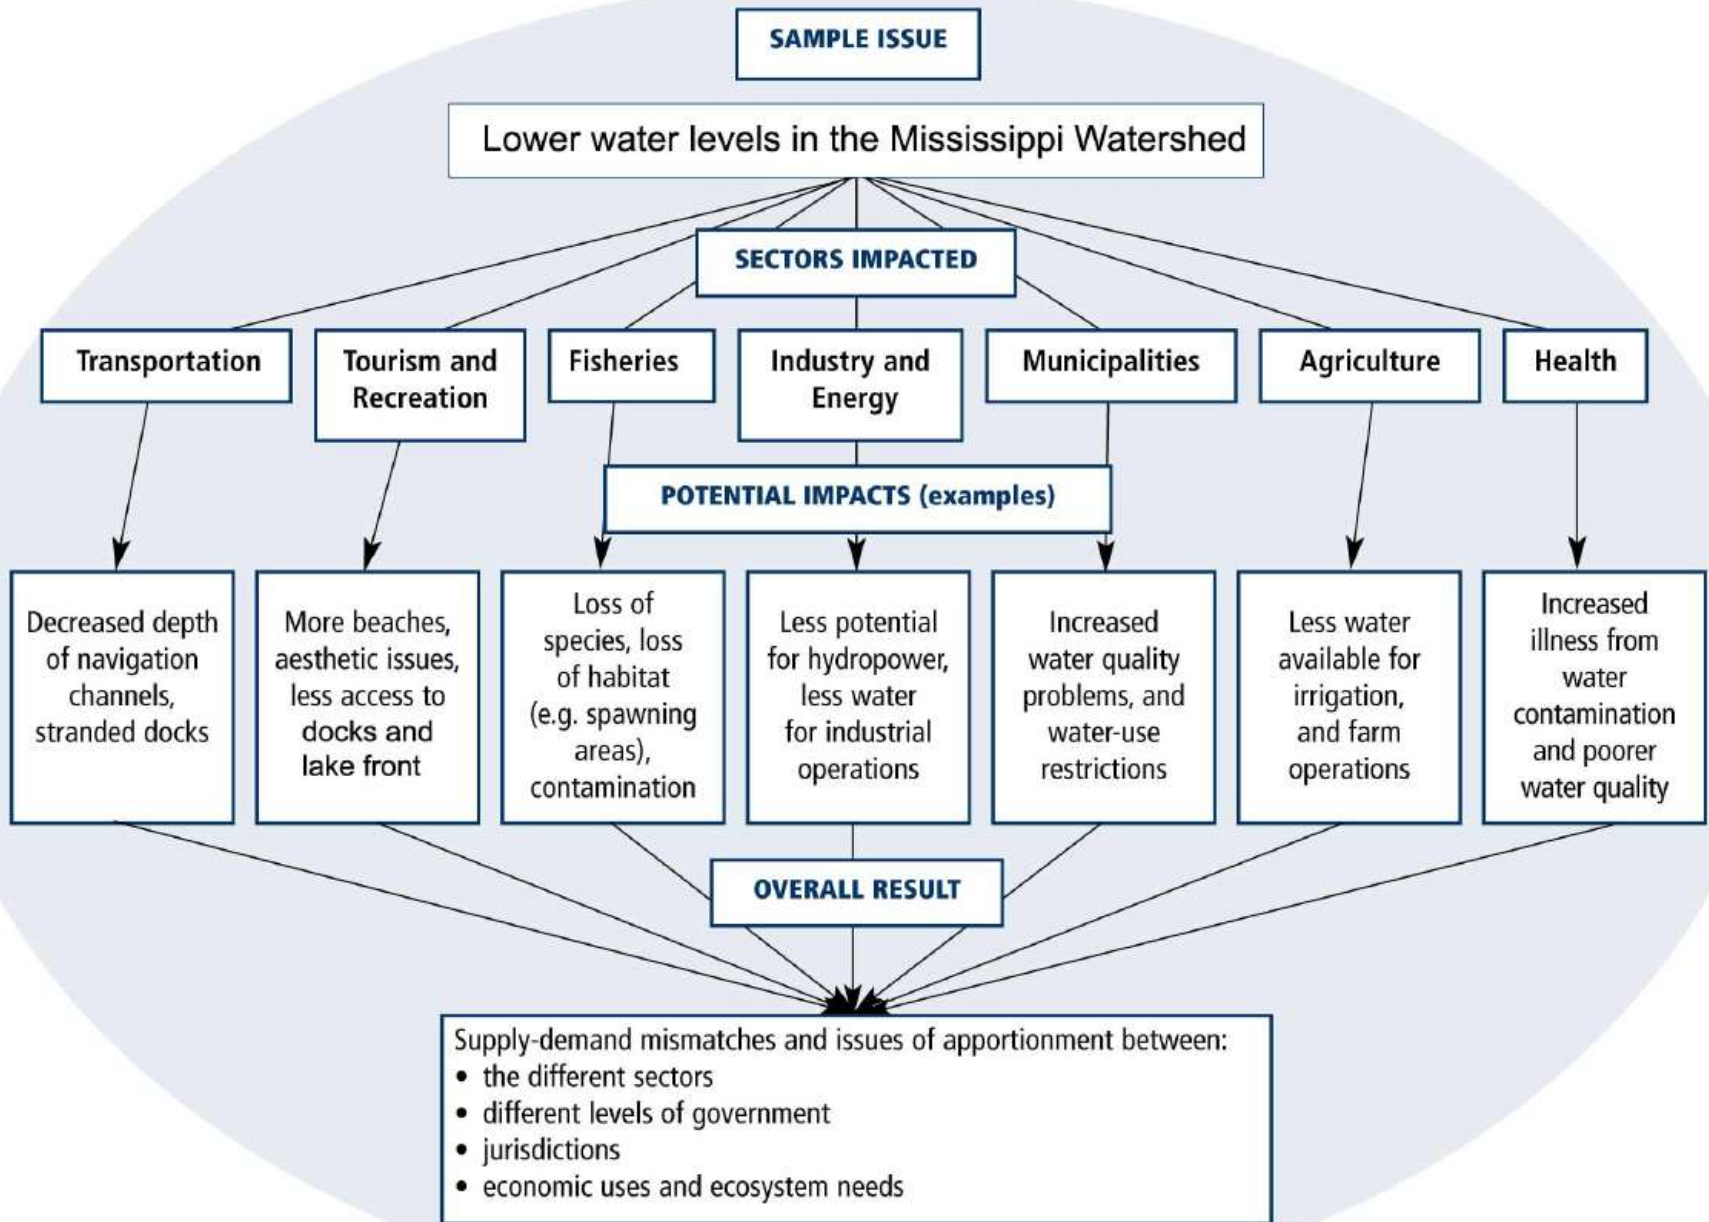 SAMPLE ISSUE
Lower water levels in the Mississippi Watershed
SECTORS IMPACTED
Transportation
Tourism and
Recreation
Fisheries
Industry and
Energy
Municipalities
Agriculture
Health
POTENTIAL IMPACTS (examples)
Decreased depth
of navigation
channels,
stranded docks
More beaches,
aesthetic issues,
less access to
docks and
lake front
Loss of
species, loss
of habitat
(e.g. spawning
areas),
contamination
Less potential
for hydropower,
less water
for industrial
operations
Increased
water quality
problems, and
water-use
restrictions
Less water
available for
irrigation,
and farm
operations
Increased
illness from
water
contamination
and poorer
water quality
OVERALL RESULT
Supply-demand mismatches and issues of apportionment between:
• the different sectors
• different levels of government
• jurisdictions
• economic uses and ecosystem needs